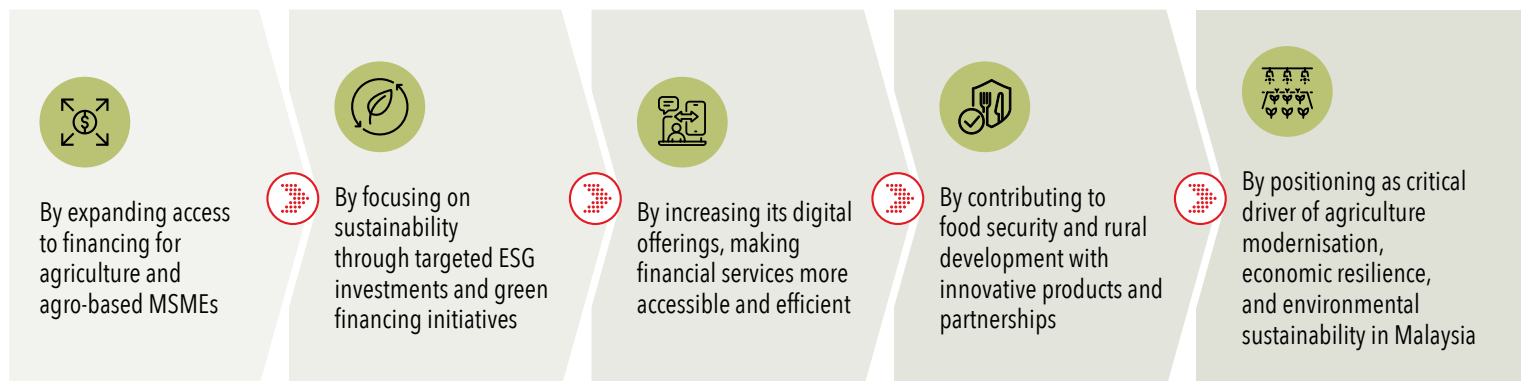 By expanding access
to financing for
agriculture and
agro-based MSMEs
By focusing on
sustainability
through targeted ESG
investments and green
financing initiatives
By increasing its digital
offerings, making
financial services more
accessible and efficient
By contributing to
food security and rural
development with
innovative products and
partnerships
By positioning as critical
driver of agriculture
modernisation,
economic resilience,
and environmental
sustainability in Malaysia